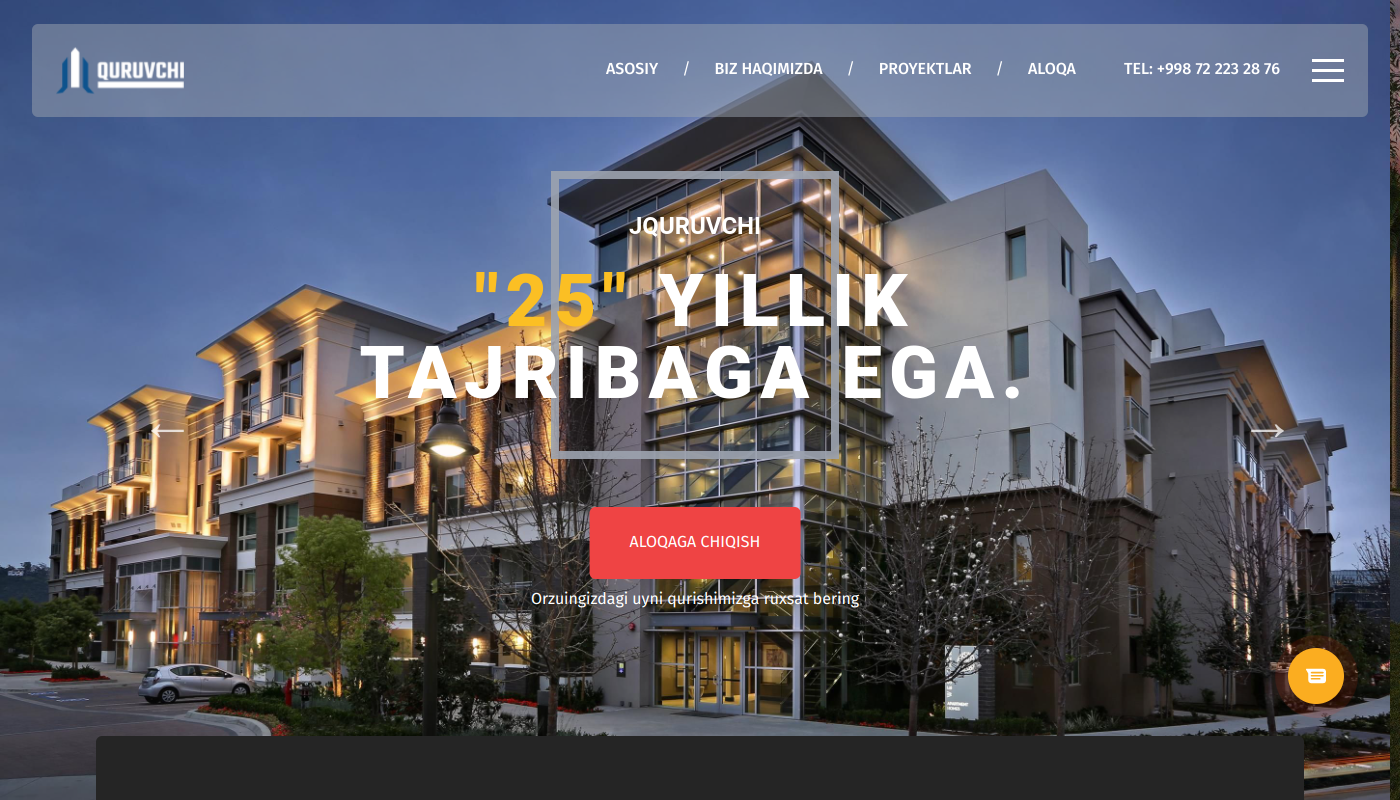 QURUVCHI
ASOSIY / BIZ HAQIMIZDA / PROYEKTLAR / ALOQA TEL: +998 72 223 28 76
JQURUVCHI
"25" YILLIK
TAJRIBAGA EGA.
ALOQAGA CHIQISH
Orzuingizdagi uyni qurishimizga ruxsat bering